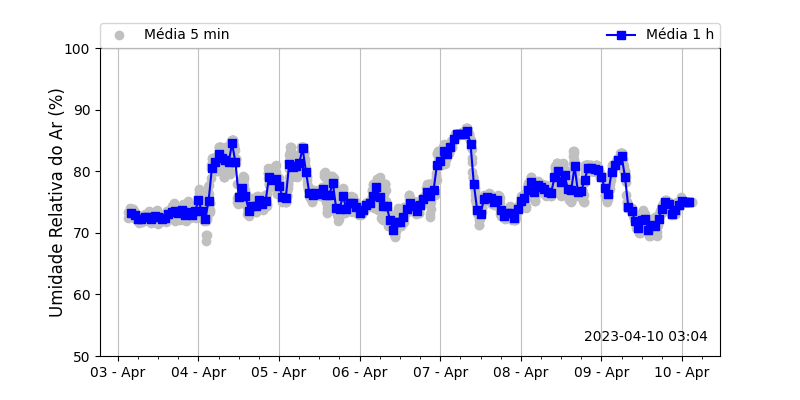 Média 5 min
Média 1 h
Umidade Relativa do Ar (%)
100
90
80
70
60
50
2023-04-10 03:04
03 - Apr
04 - Apr
05 - Apr
06 - Apr
07 - Apr
08 - Apr
09 - Apr
10 - Apr